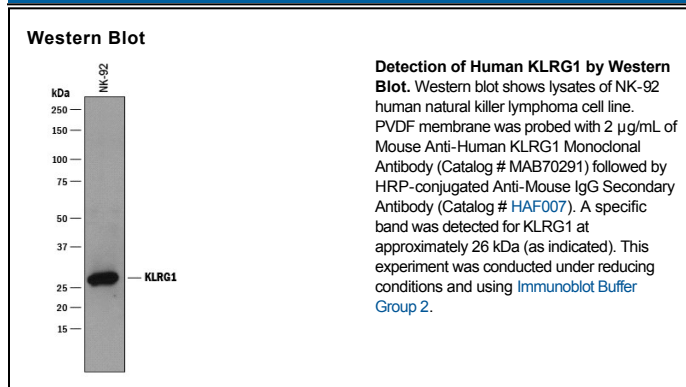 Western Blot
NK-92
kDa
250
150
100
75
50
37
25
20
15
KLRG1
Detection of Human KLRG1 by Western
Blot. Western blot shows lysates of NK-92
human natural killer lymphoma cell line.
PVDF membrane was probed with 2 µg/mL of
Mouse Anti-Human KLRG1 Monoclonal
Antibody (Catalog # MAB70291) followed by
HRP-conjugated Anti-Mouse IgG Secondary
Antibody (Catalog # HAF007). A specific
band was detected for KLRG1 at
approximately 26 kDa (as indicated). This
experiment was conducted under reducing
conditions and using Immunoblot Buffer
Group 2.